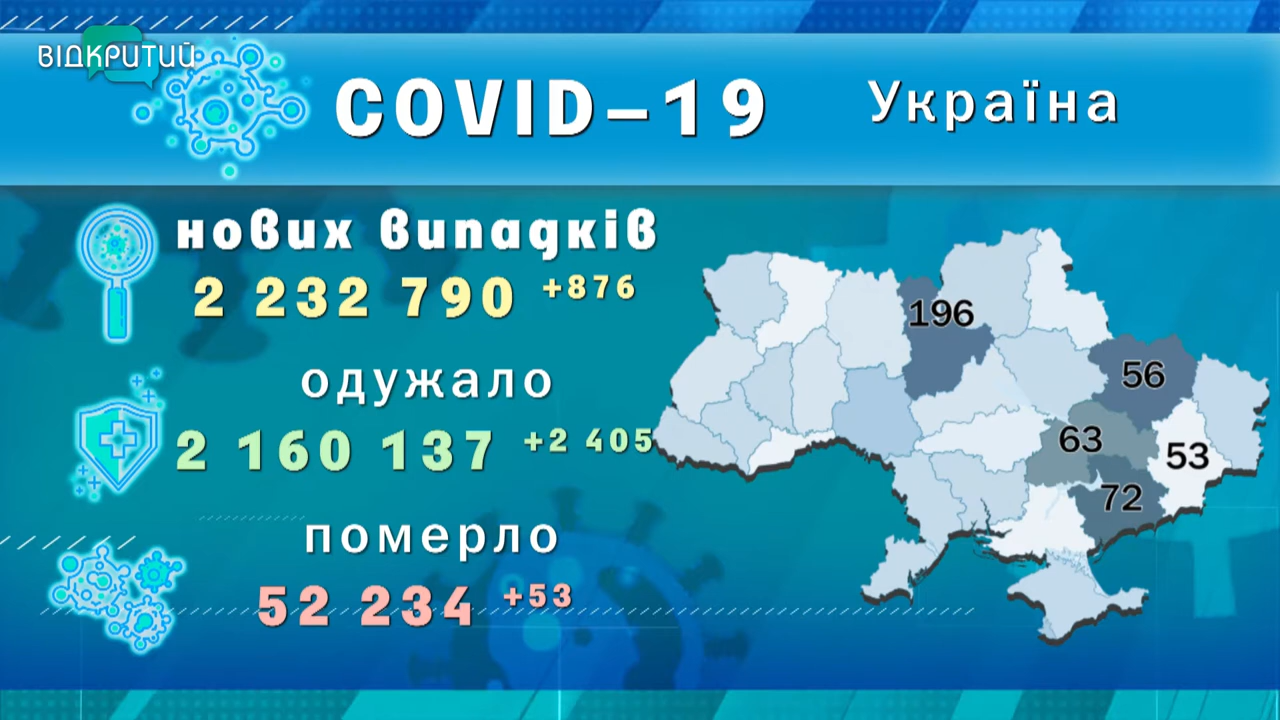 ВІДКРИТИЙ
COVID–19 Україна
нових випадків
2 232 790 +876
одужало
2 160 137 +2 405
померло
52 234 +53
196
56
63
53
72